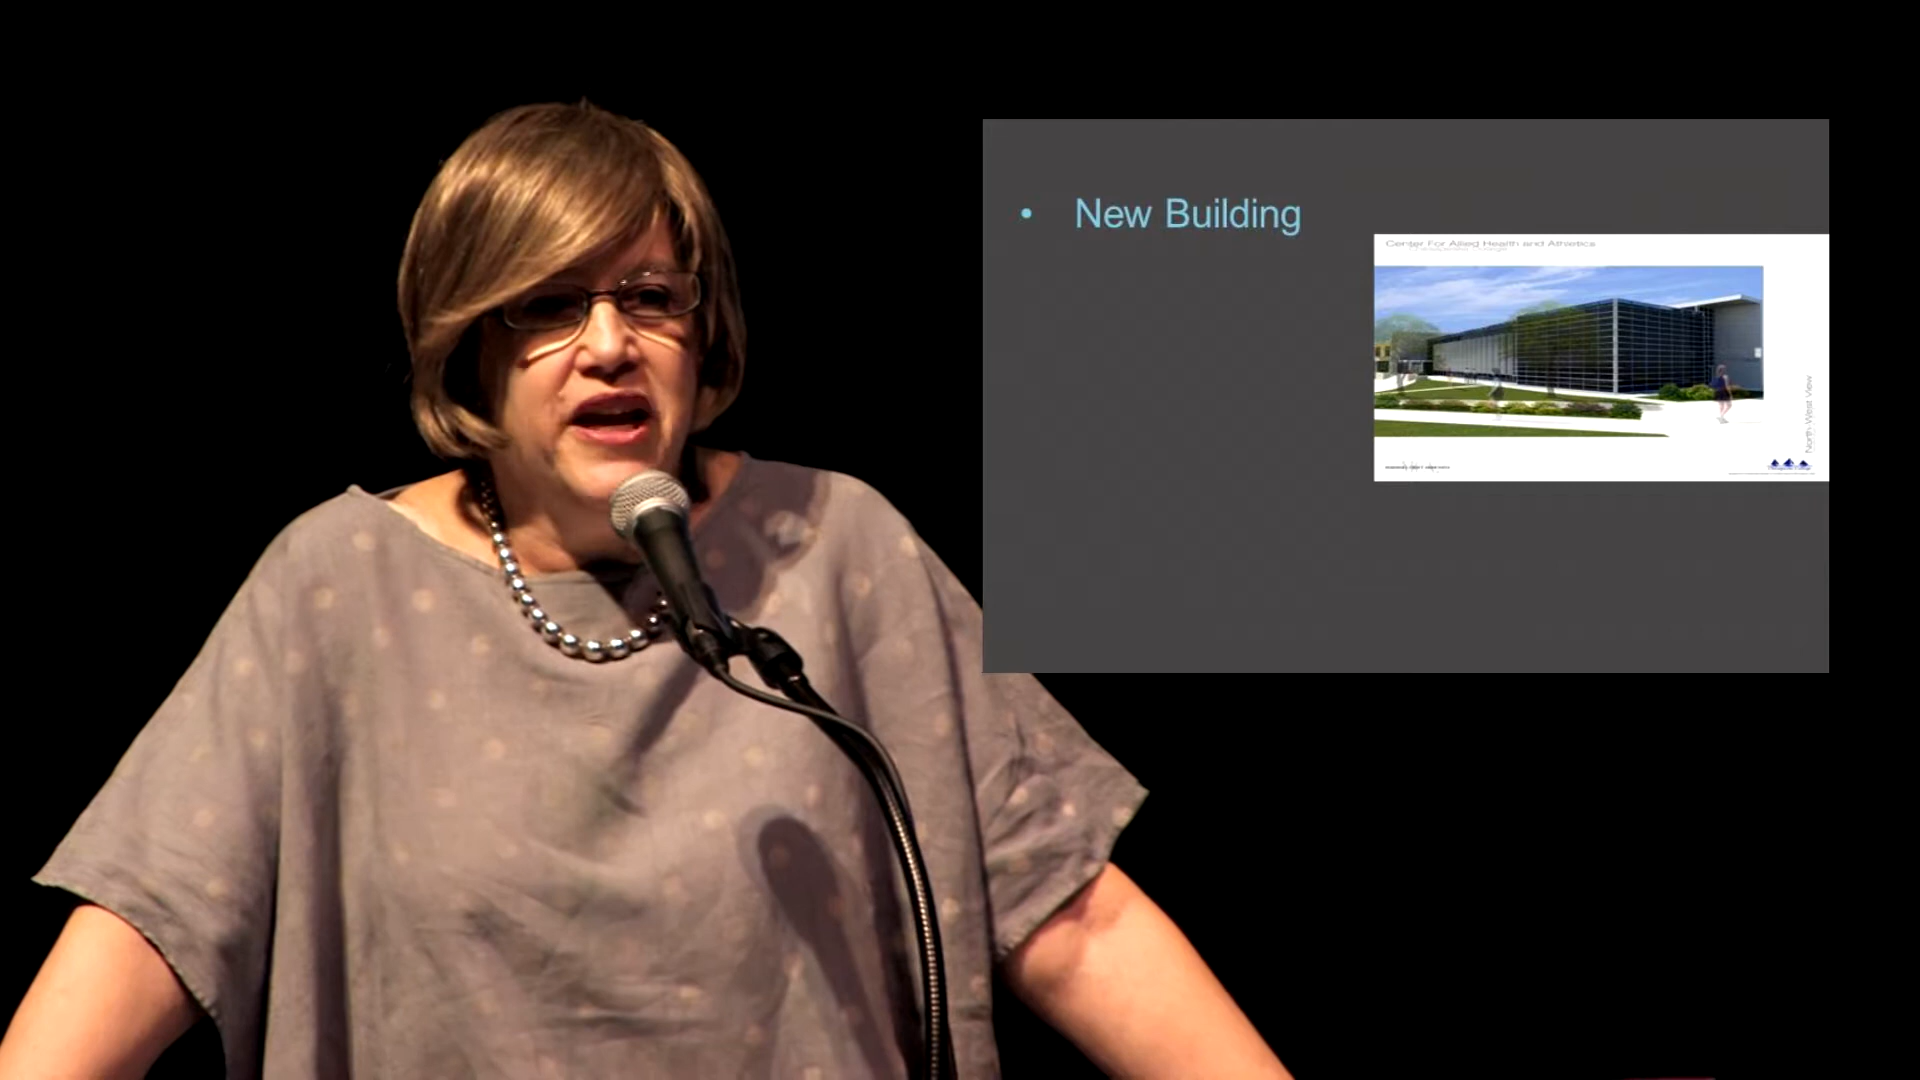 • New Building
Center For Allied Health and Athletics
North West View